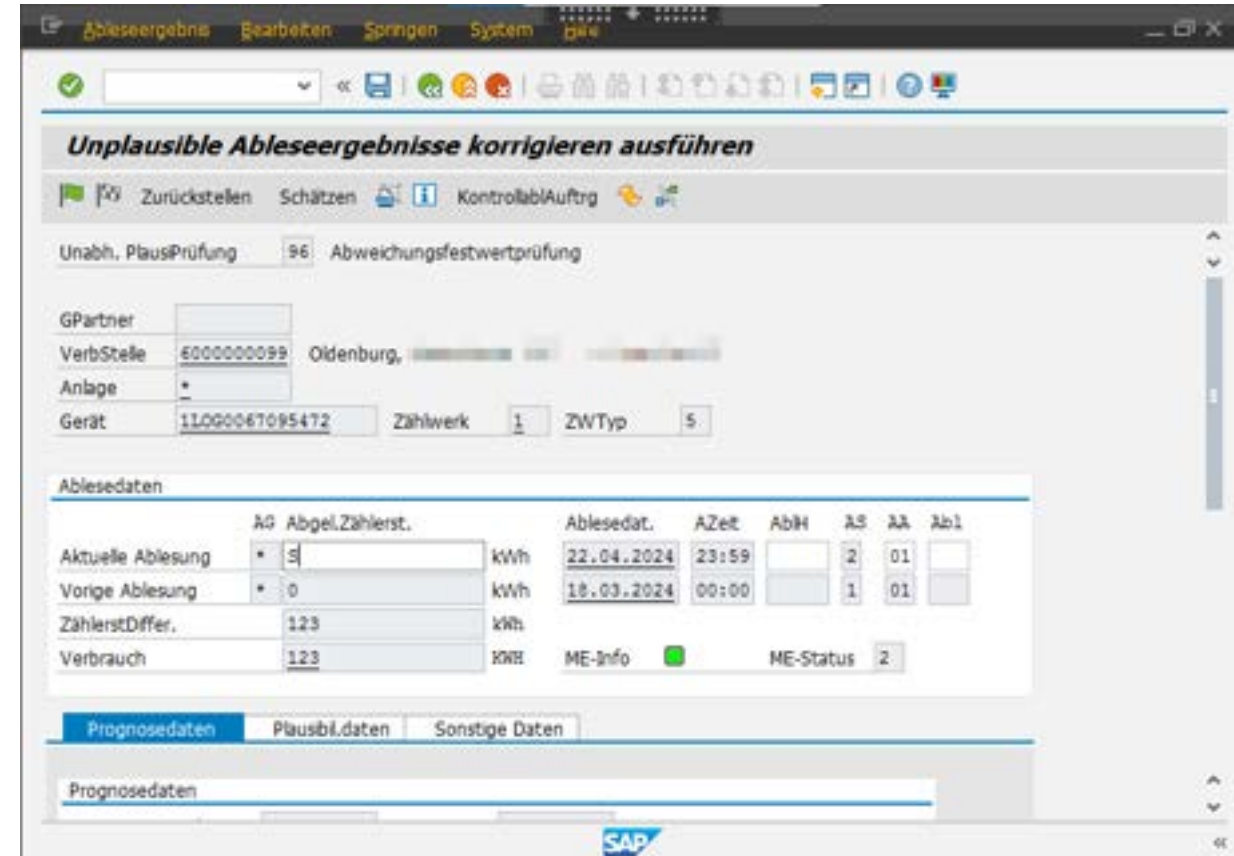 Ableseergebnis Bearbeiten Springen System
Unplausible Ableseergebnisse korrigieren ausführen
Zurückstellen Schätzen KontrollablAuftrg
Unabh. PlausiPrüfung 96 Abweichungsfestwertprüfung
GPartner
VerbStelle 6000000099 Oldenburg,
Anlage *
Gerät 1LOG0067095472 Zählwerk 1 ZWTyp S
Ablesedaten
AG Abgel.Zählerst. Ablesedat. AZeit AblH AS AA Abl
Aktuelle Ablesung * S kWh 22.04.2024 23:59 2 01
Vorige Ablesung * 0 kWh 18.03.2024 00:00 1 01
ZählerstDiffer. 123 kWh
Verbrauch 123 KWH ME-Info ME-Status 2
Prognosedaten Plausibil.daten Sonstige Daten
Prognosedaten
SAP